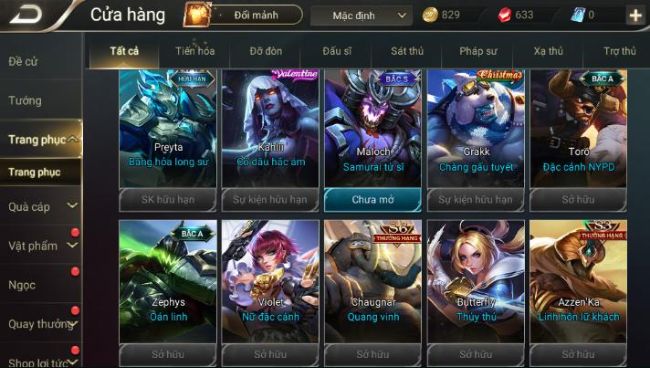 Cửa hàng
Đổi mảnh
Mặc định
829
633
0
Tất cả
Tiến hóa
Đỡ đòn
Đấu sĩ
Sát thủ
Pháp sư
Xạ thủ
Trợ thủ
Đề cử
Tướng
Trang phục
Trang phục
Quà cáp
Vật phẩm
Ngọc
Quay thưởng
Shop lợi tức
HỮU HẠN
Preyta
Băng hỏa long sư
SK hữu hạn
Valentine
Kahlii
Cô dâu hắc ám
Sự kiện hữu hạn
BẬC S
Maloch
Samurai tử sĩ
Chưa mở
Christmas
Grakk
Chàng gấu tuyết
Sự kiện hữu hạn
BẬC A
Toro
Đặc cảnh NYPD
Sở hữu
BẬC A
Zephys
Oán linh
Sở hữu
Violet
Nữ đặc cảnh
Sở hữu
S6
THƯỞNG HẠNG
Chaugnar
Quang vinh
Sở hữu
Butterfly
Thủy thủ
Sở hữu
S3
THƯỞNG HẠNG
Azzen'Ka
Linh hồn lữ khách
Sở hữu